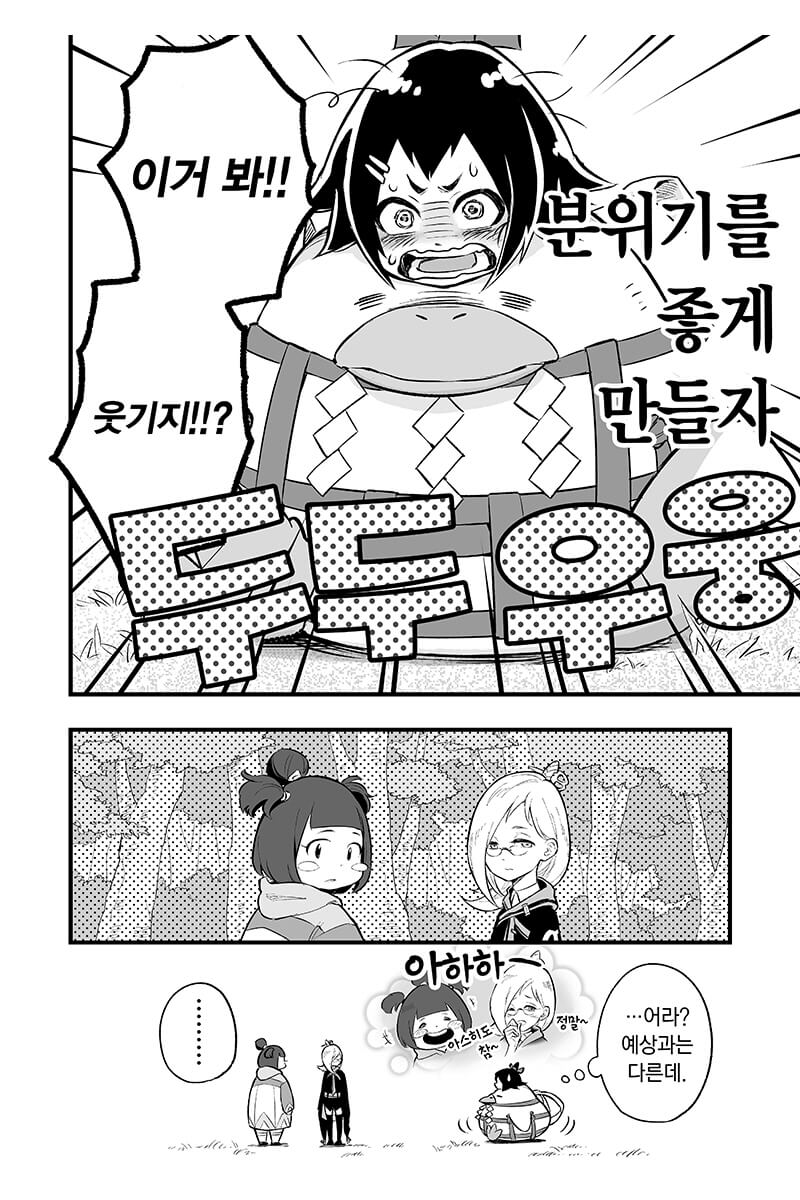 이거 봐!!
웃기지!!?
분위기를
좋게
만들자
두두우웅
아하하—
아스히도
참~
정말~
…어라?
예상과는
다른데.
………